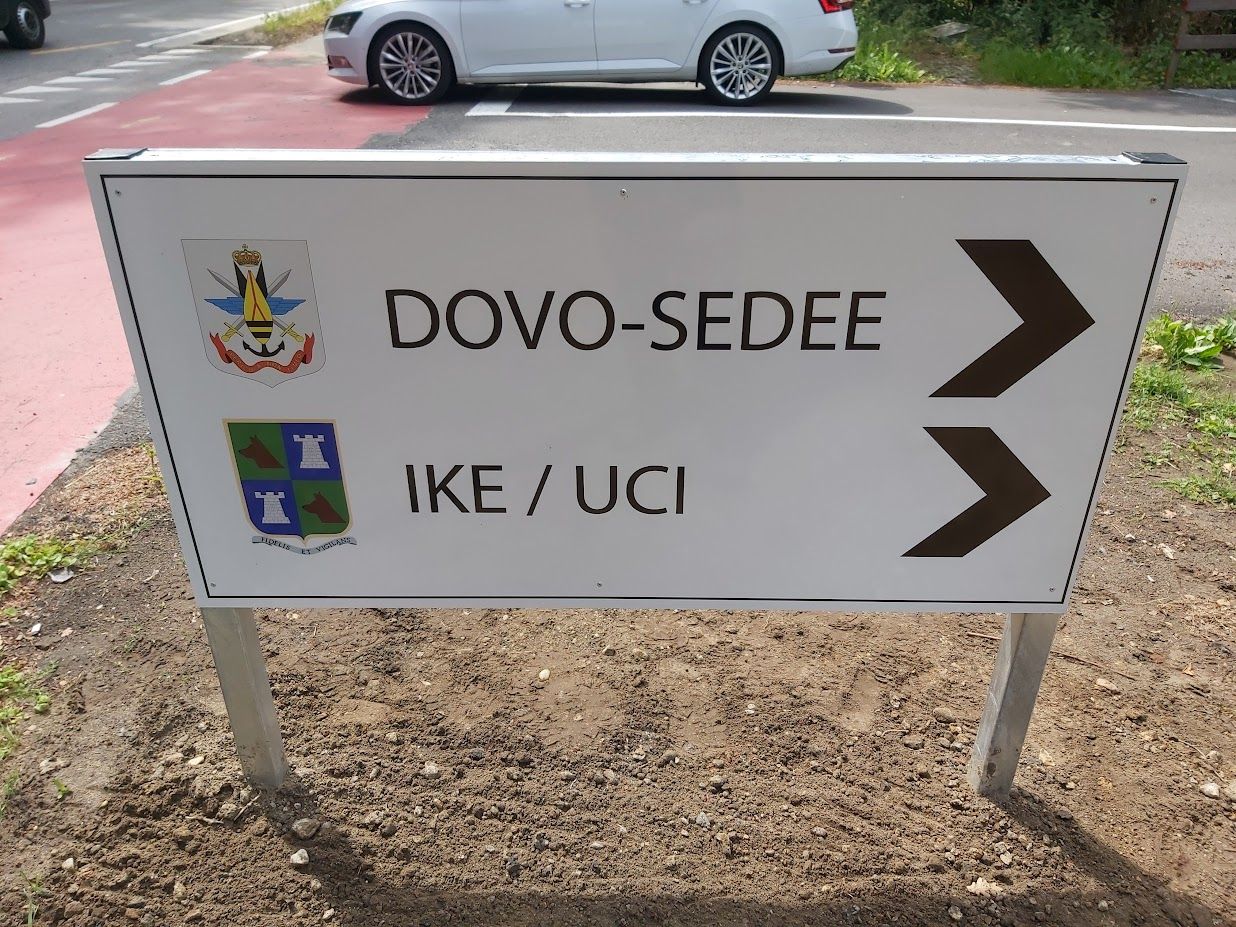 DOVO-SEDEE
IKE / UCI
FIDELIS ET VIGILANS